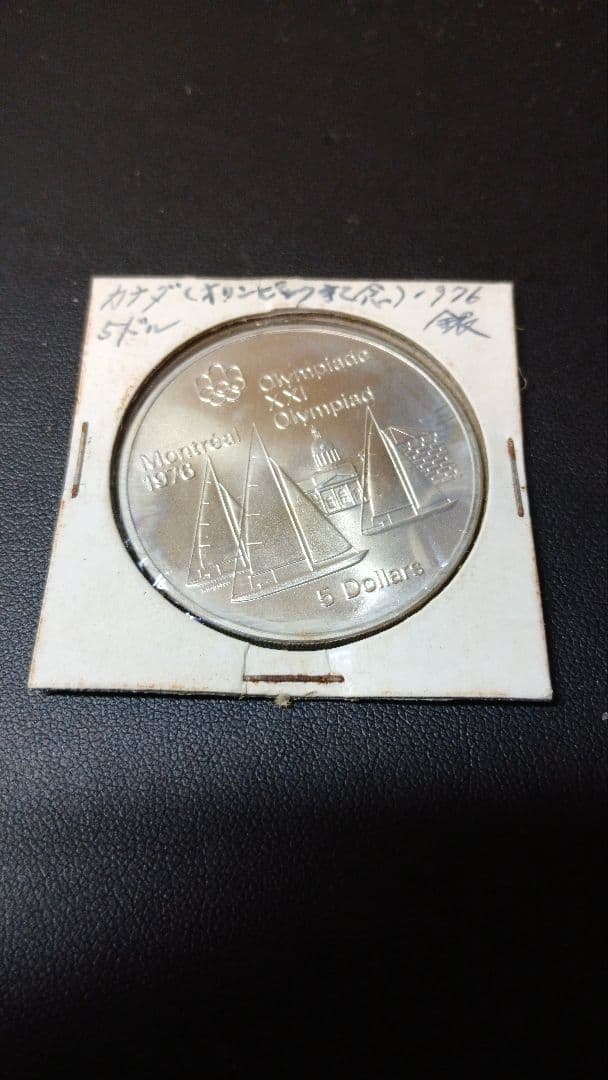 カナダ(オリンピック記念)・1976
5ドル 銀
Olympiade
XXI
Olympiad
Montréal
1976
5 Dollars